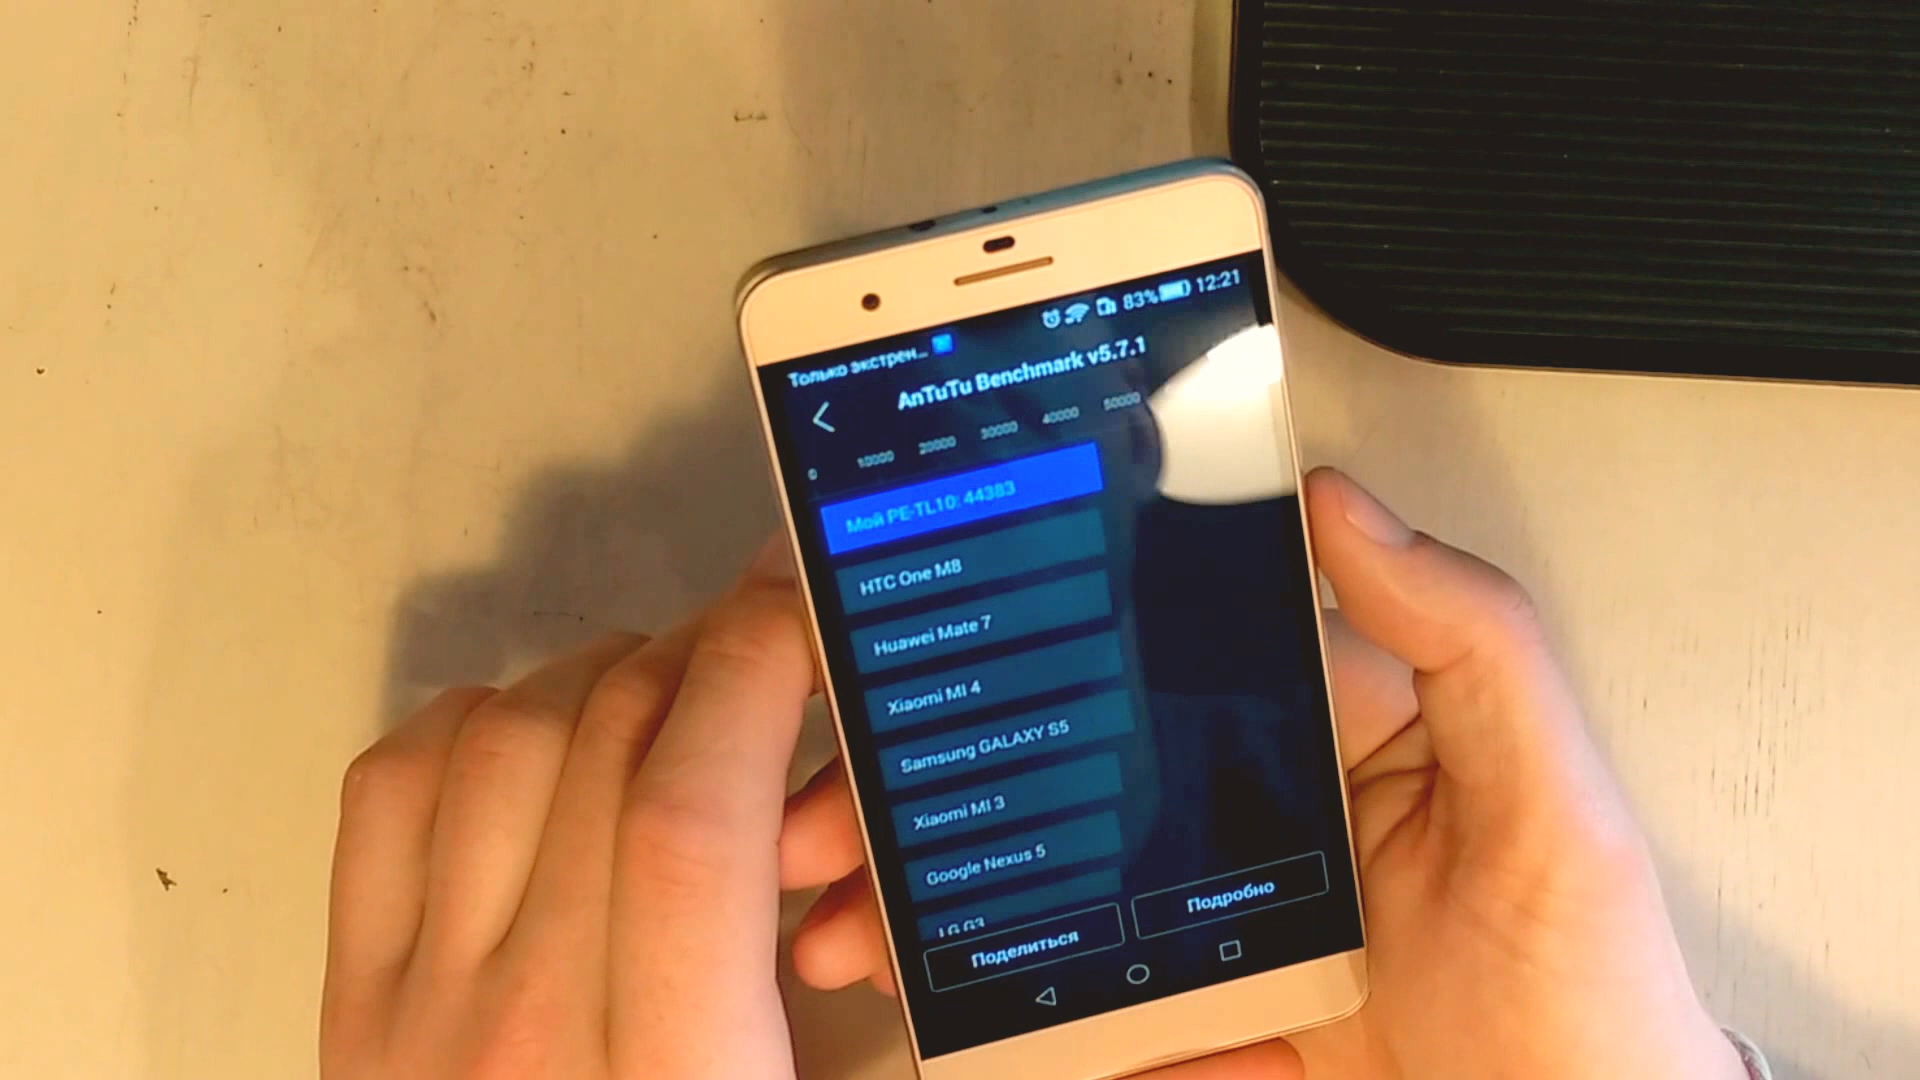 Только экстрен... 83% 12:21
AnTuTu Benchmark v5.7.1
0 10000 20000 30000 40000 50000
Мой PE-TL10: 44383
HTC One M8
Huawei Mate 7
Xiaomi MI 4
Samsung GALAXY S5
Xiaomi MI 3
Google Nexus 5
LG G3
Поделиться Подробно